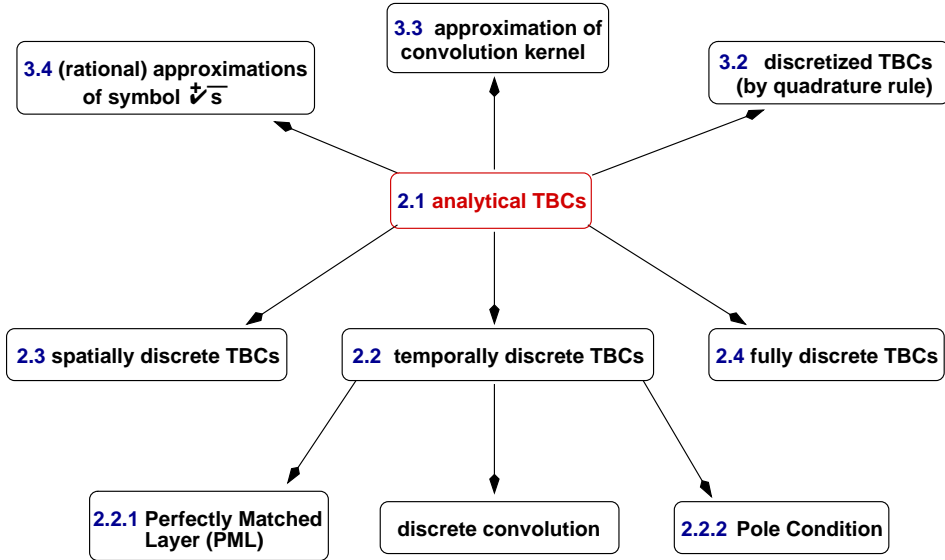 3.4 (rational) approximations
of symbol ⁺√s
3.3 approximation of
convolution kernel
3.2 discretized TBCs
(by quadrature rule)
2.1 analytical TBCs
2.3 spatially discrete TBCs
2.2 temporally discrete TBCs
2.4 fully discrete TBCs
2.2.1 Perfectly Matched
Layer (PML)
discrete convolution
2.2.2 Pole Condition